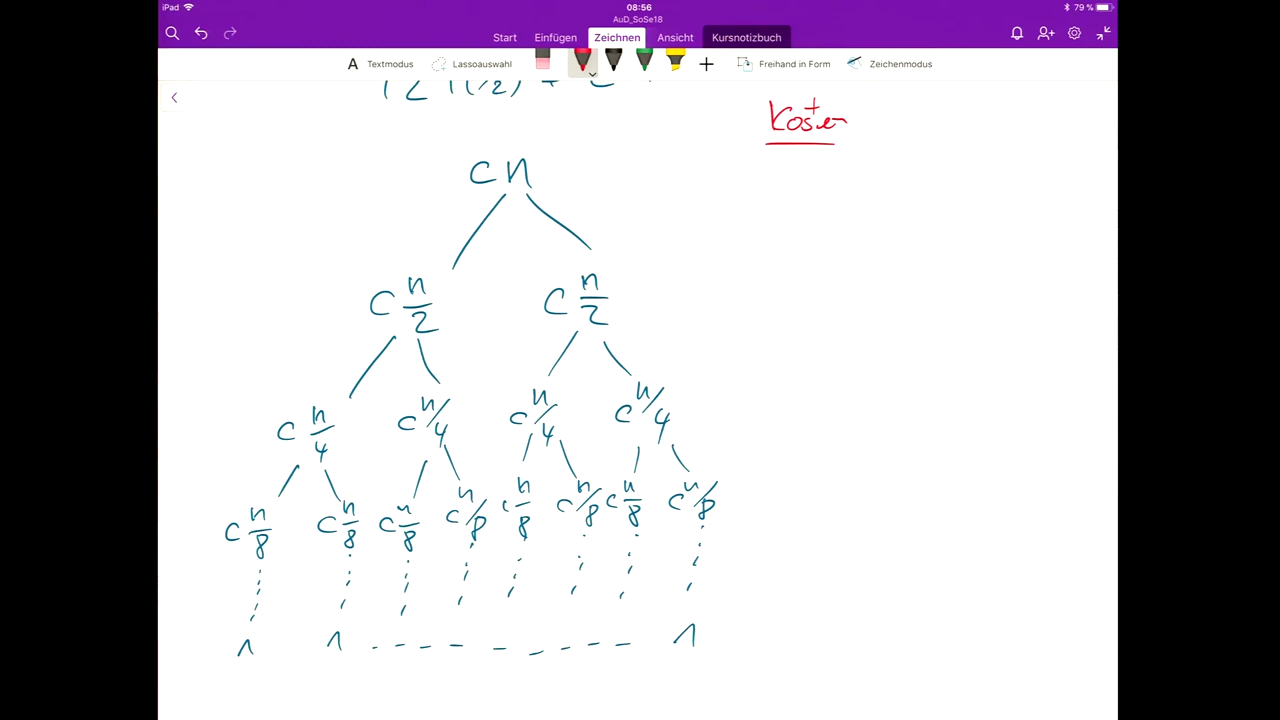 iPad 08:56 79 %
AuD_SoSe18
Start Einfügen Zeichnen Ansicht Kursnotizbuch
A Textmodus Lassoauswahl Freihand in Form Zeichenmodus
Kosten
c n
c n/2 c n/2
c n/4 c n/4 c n/4 c n/4
c n/8 c n/8 c n/8 c n/8 c n/8 c n/8 c n/8 c n/8
1 1 1